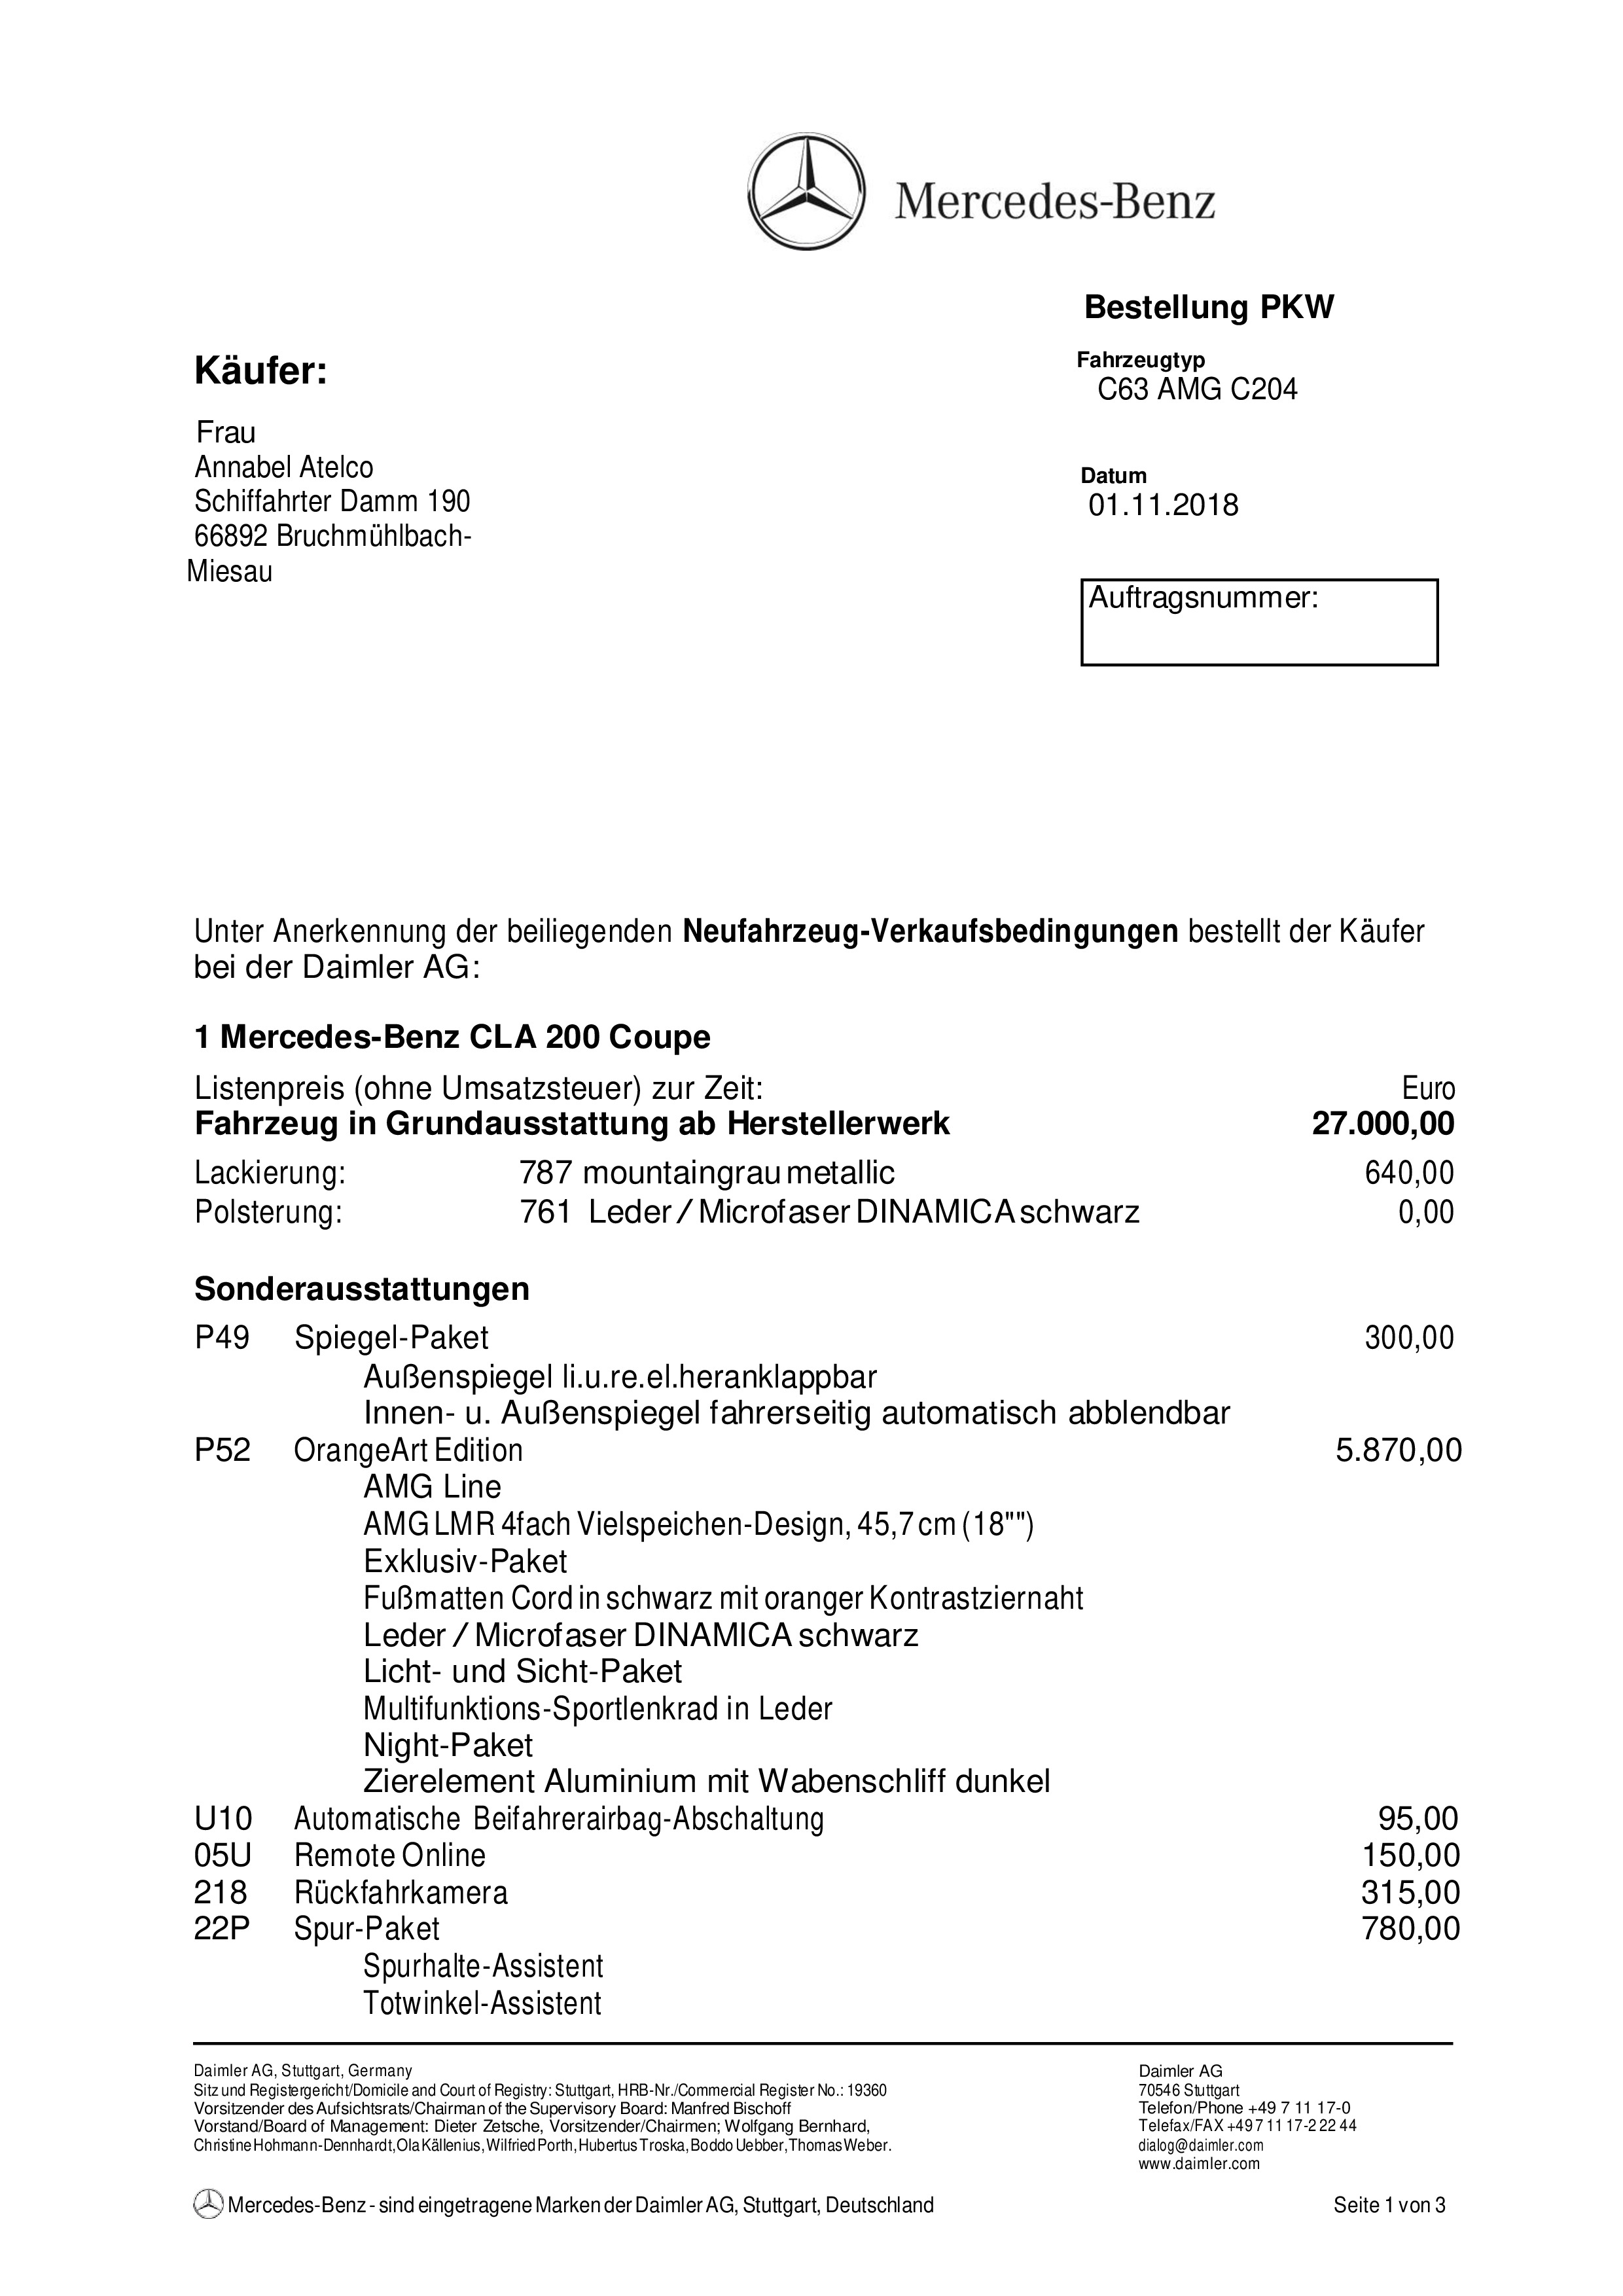 Mercedes-Benz
Bestellung PKW
Käufer:
Fahrzeugtyp
C63 AMG C204
Frau
Annabel Atelco
Schiffahrter Damm 190
66892 Bruchmühlbach-
Miesau
Datum
01.11.2018
Auftragsnummer:
Unter Anerkennung der beiliegenden Neufahrzeug-Verkaufsbedingungen bestellt der Käufer
bei der Daimler AG:
1 Mercedes-Benz CLA 200 Coupe
Listenpreis (ohne Umsatzsteuer) zur Zeit: Euro
Fahrzeug in Grundausstattung ab Herstellerwerk 27.000,00
Lackierung: 787 mountaingrau metallic 640,00
Polsterung: 761 Leder / Microfaser DINAMICA schwarz 0,00
Sonderausstattungen
P49 Spiegel-Paket 300,00
Außenspiegel li.u.re.el.heranklappbar
Innen- u. Außenspiegel fahrerseitig automatisch abblendbar
P52 OrangeArt Edition 5.870,00
AMG Line
AMG LMR 4fach Vielspeichen-Design, 45,7 cm (18"")
Exklusiv-Paket
Fußmatten Cord in schwarz mit oranger Kontrastziernaht
Leder / Microfaser DINAMICA schwarz
Licht- und Sicht-Paket
Multifunktions-Sportlenkrad in Leder
Night-Paket
Zierelement Aluminium mit Wabenschliff dunkel
U10 Automatische Beifahrerairbag-Abschaltung 95,00
05U Remote Online 150,00
218 Rückfahrkamera 315,00
22P Spur-Paket 780,00
Spurhalte-Assistent
Totwinkel-Assistent
Daimler AG, Stuttgart, Germany
Sitz und Registergericht/Domicile and Court of Registry: Stuttgart, HRB-Nr./Commercial Register No.: 19360
Vorsitzender des Aufsichtsrats/Chairman of the Supervisory Board: Manfred Bischoff
Vorstand/Board of Management: Dieter Zetsche, Vorsitzender/Chairmen; Wolfgang Bernhard,
Christine Hohmann-Dennhardt, Ola Källenius, Wilfried Porth, Hubertus Troska, Boddo Uebber, Thomas Weber.
Daimler AG
70546 Stuttgart
Telefon/Phone +49 7 11 17-0
Telefax/FAX +49 7 11 17-2 22 44
dialog@daimler.com
www.daimler.com
Mercedes-Benz - sind eingetragene Marken der Daimler AG, Stuttgart, Deutschland Seite 1 von 3